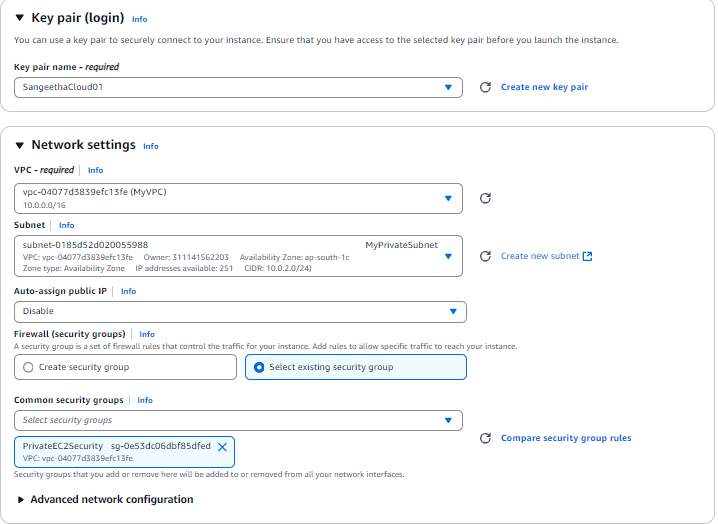 Key pair (login) Info
You can use a key pair to securely connect to your instance. Ensure that you have access to the selected key pair before you launch the instance.
Key pair name - required
SangeethaCloud01
Create new key pair
Network settings Info
VPC - required Info
vpc-04077d3839efc13fe (MyVPC)
10.0.0.0/16
Subnet Info
subnet-0185d52d020055988 MyPrivateSubnet
VPC: vpc-04077d3839efc13fe Owner: 311141562203 Availability Zone: ap-south-1c
Zone type: Availability Zone IP addresses available: 251 CIDR: 10.0.2.0/24)
Create new subnet
Auto-assign public IP Info
Disable
Firewall (security groups) Info
A security group is a set of firewall rules that control the traffic for your instance. Add rules to allow specific traffic to reach your instance.
Create security group
Select existing security group
Common security groups Info
Select security groups
PrivateEC2Security sg-0e53dc06dbf85dfed
VPC: vpc-04077d3839efc13fe
Compare security group rules
Security groups that you add or remove here will be added to or removed from all your network interfaces.
Advanced network configuration